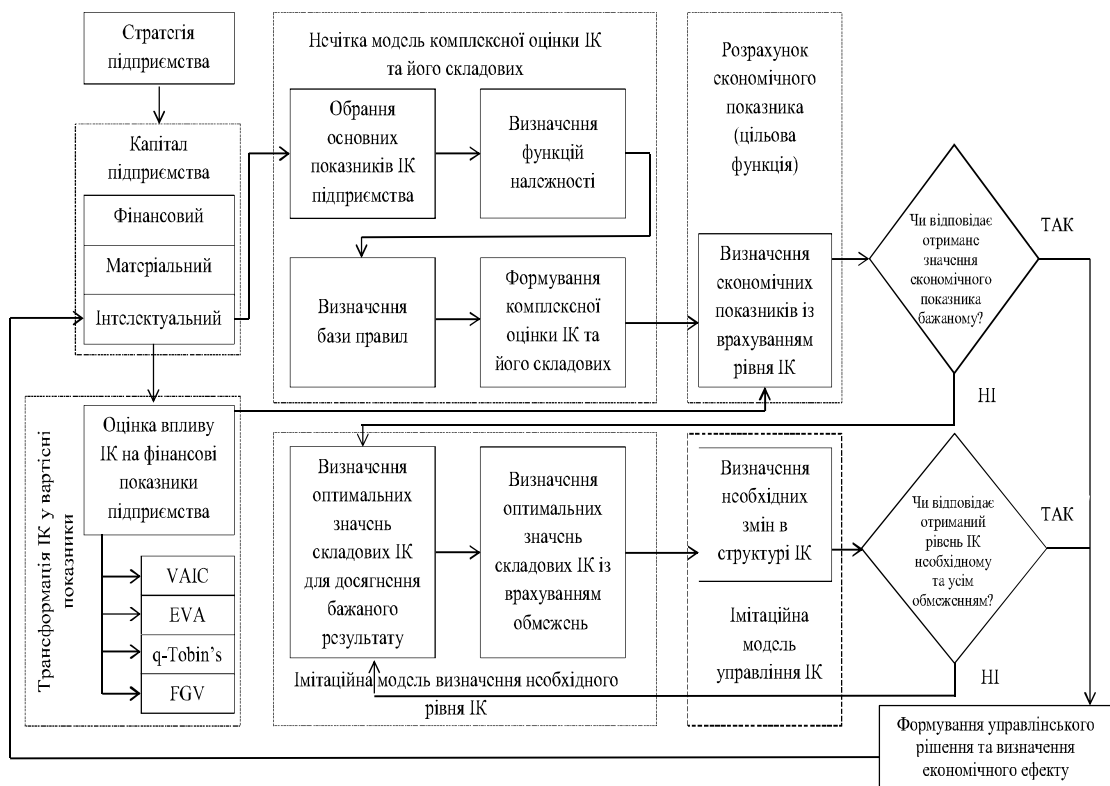 Стратегія
підприємства
Капітал
підприємства
Фінансовий
Матеріальний
Інтелектуальний
Нечітка модель комплексної оцінки ІК
та його складових
Обрання
основних
показників ІК
підприємства
Визначення
функцій
належності
Визначення
бази правил
Формування
комплексної
оцінки ІК та
його складових
Розрахунок
економічного
показника
(цільова
функція)
Визначення
економічних
показників із
врахуванням
рівня ІК
Чи відповідає
отримане
значення
економічного
показника
бажаному?
ТАК
НІ
Трансформація ІК у вартісні
показники
Оцінка впливу
ІК на фінансові
показники
підприємства
VAIC
EVA
q-Tobin's
FGV
Визначення
оптимальних
значень
складових ІК
для досягнення
бажаного
результату
Визначення
оптимальних
значень
складових ІК із
врахуванням
обмежень
Імітаційна модель визначення необхідного
рівня ІК
Визначення
необхідних
змін в
структурі ІК
Імітаційна
модель
управління ІК
Чи відповідає
отриманий
рівень ІК
необхідному
та усім
обмеженням?
ТАК
НІ
Формування управлінського
рішення та визначення
економічного ефекту